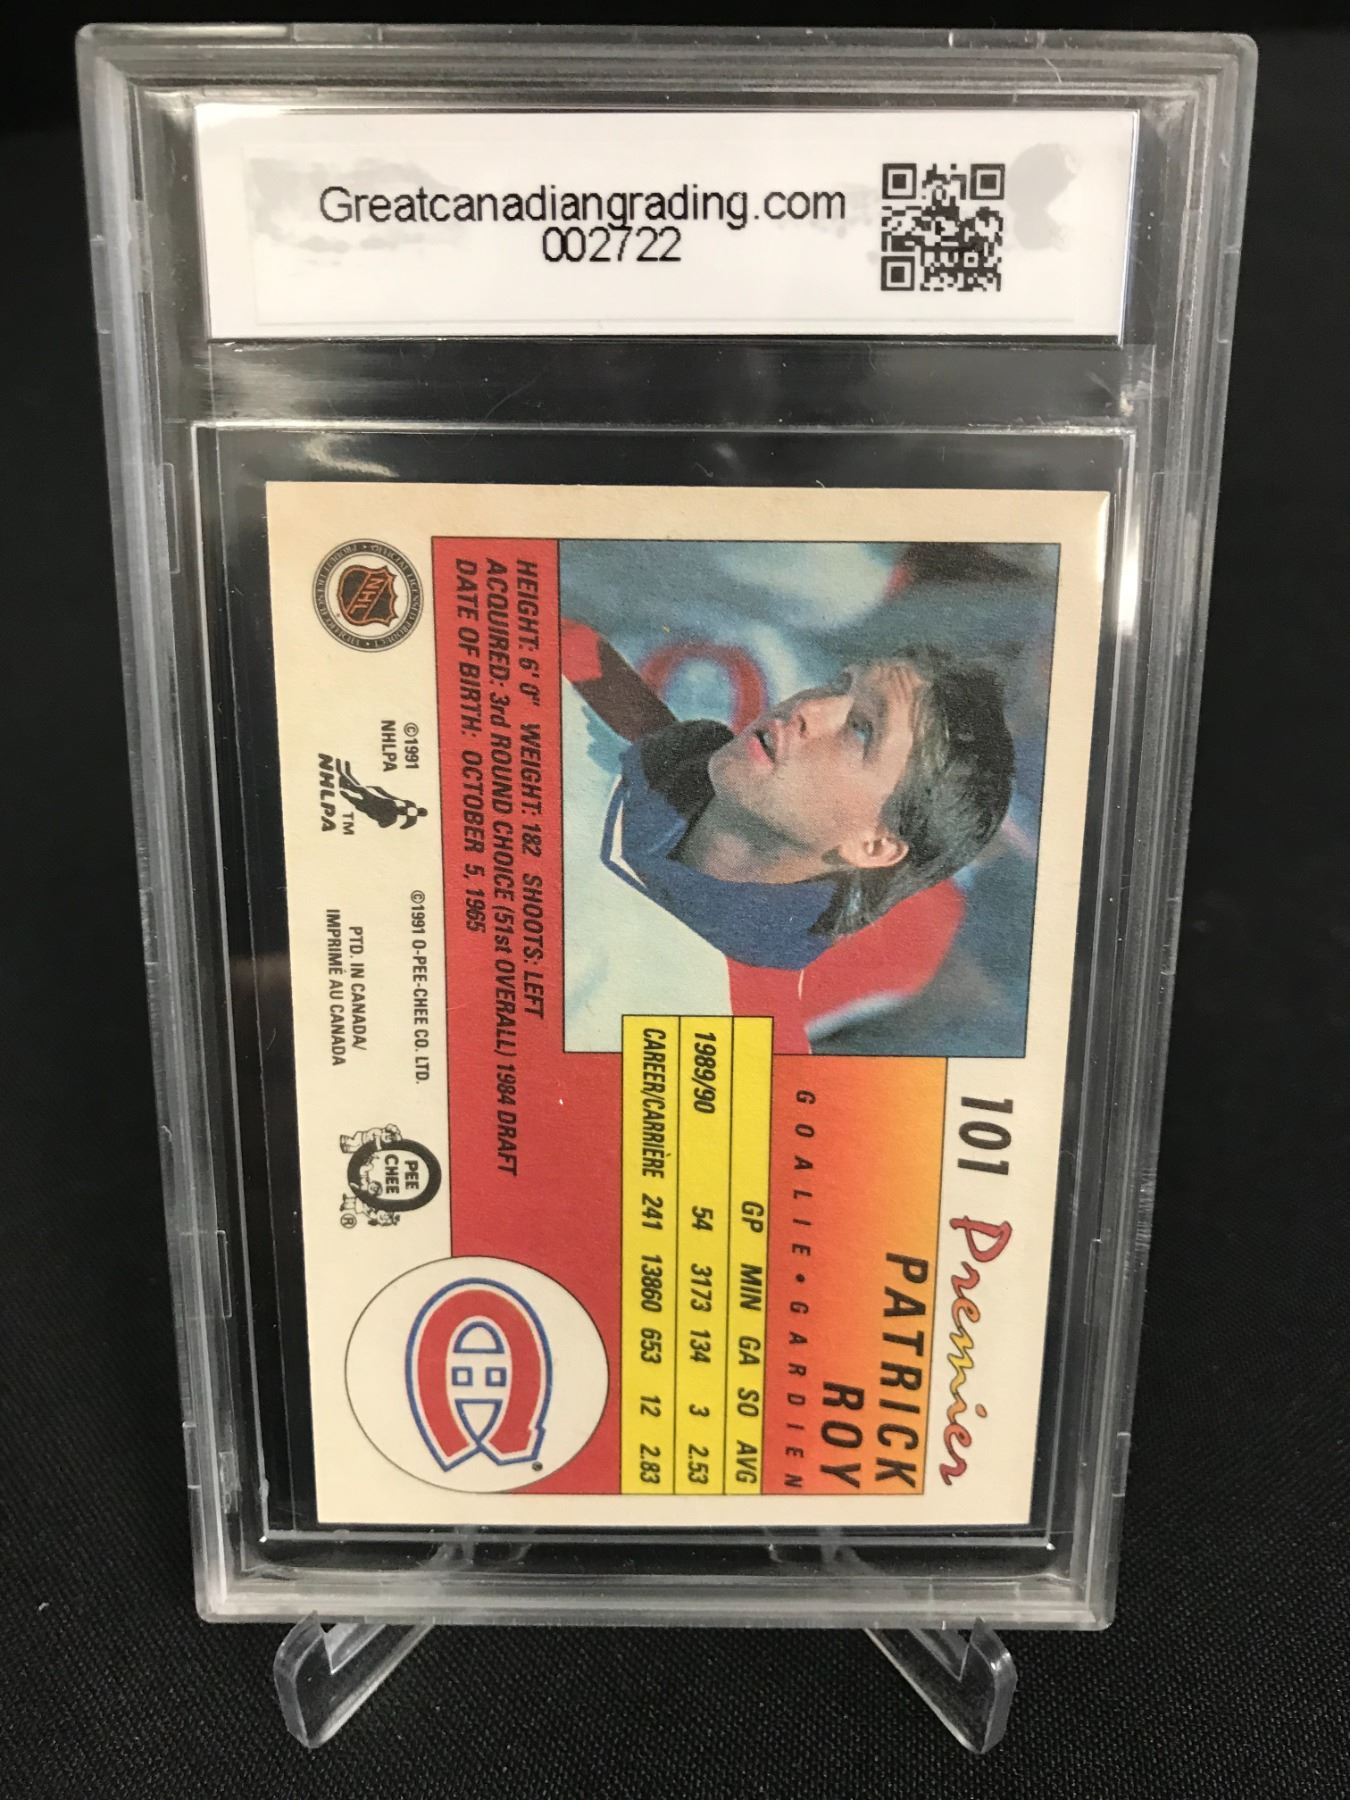 Greatcanadiangrading.com
002722
101 Premier
PATRICK
ROY
GOALIE • GARDIEN
GP MIN GA SO AVG
1989/90 54 3173 134 3 2.53
CAREER/CARRIÈRE 241 13860 653 12 2.83
HEIGHT: 6' 0" WEIGHT: 182 SHOOTS: LEFT
ACQUIRED: 3rd ROUND CHOICE (51st OVERALL) 1984 DRAFT
DATE OF BIRTH: OCTOBER 5, 1965
NHL
©1991
NHLPA
NHLPA™
©1991 O-PEE-CHEE CO. LTD.
PTD. IN CANADA/
IMPRIMÉ AU CANADA
O
PEE
CHEE
®
CH®